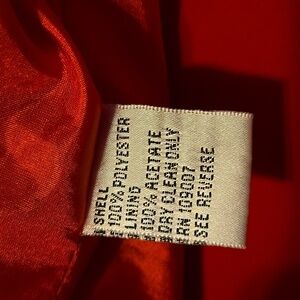 SHELL
100% POLYESTER
LINING
100% ACETATE
DRY CLEAN ONLY
RN 109007
SEE REVERSE